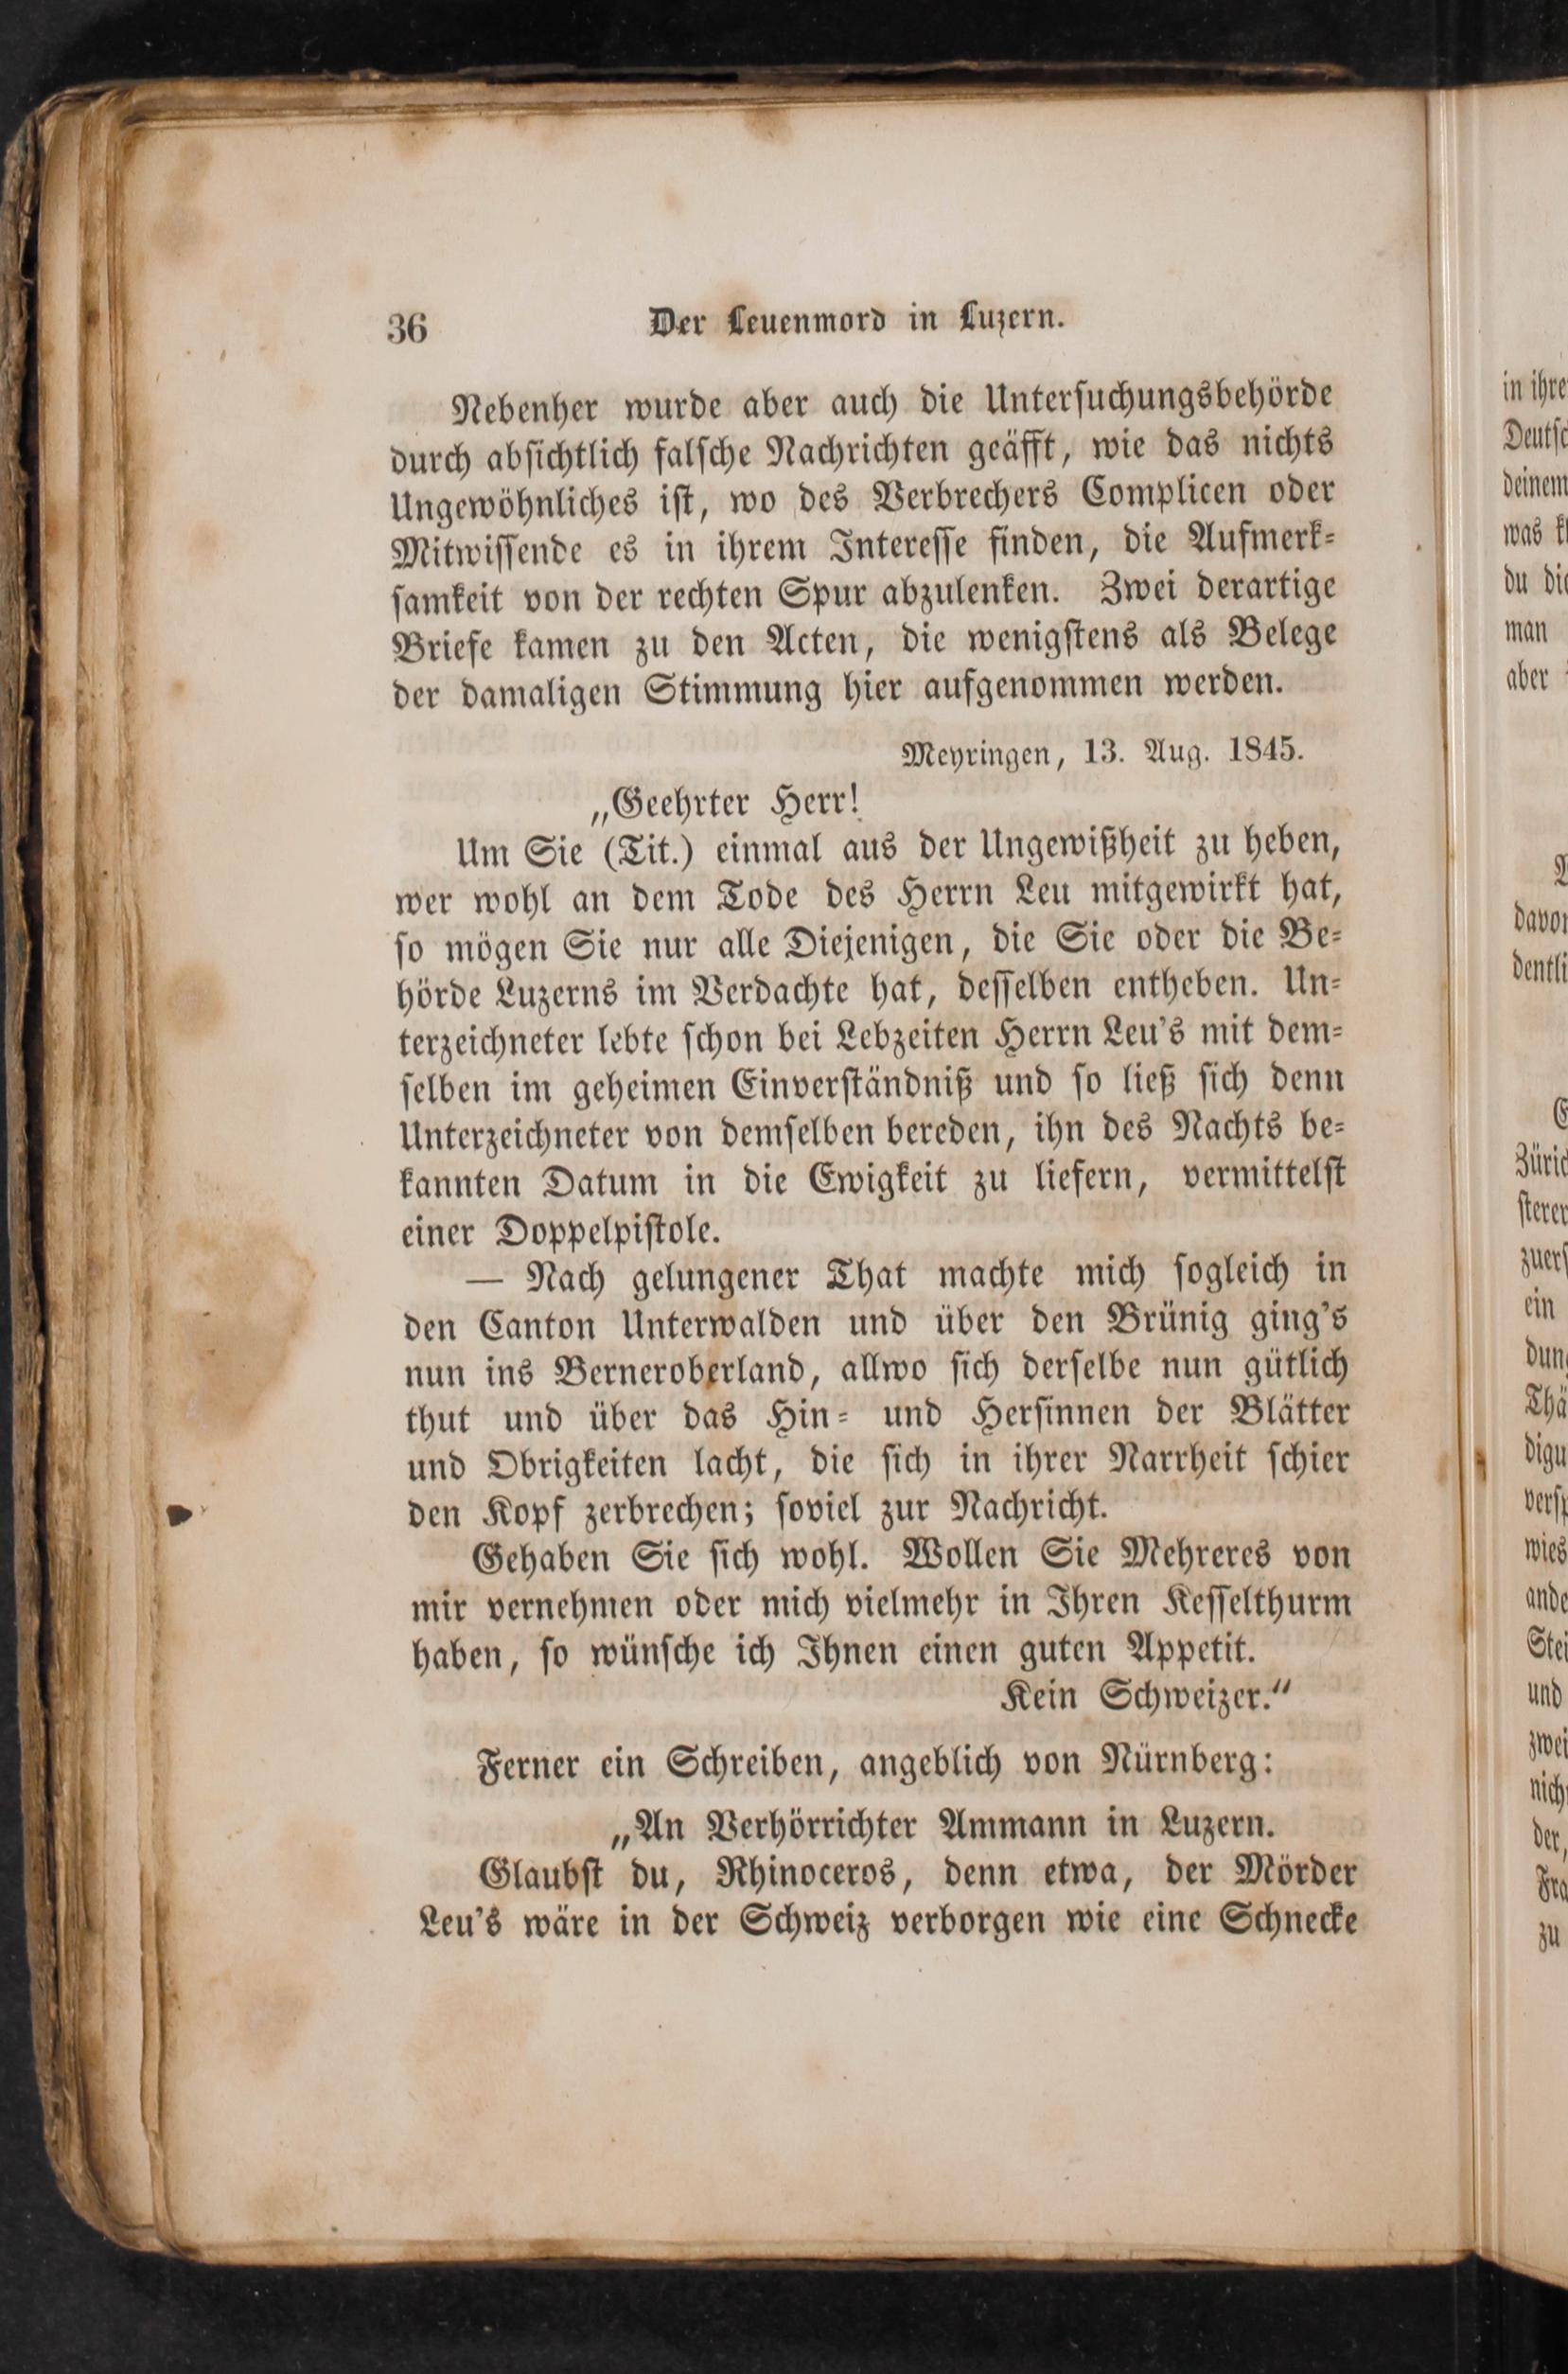 36 Der Leuenmord in Luzern.
Nebenher wurde aber auch die Unterſuchungsbehörde
durch abſichtlich falſche Nachrichten geäfft, wie das nichts
Ungewöhnliches iſt, wo des Verbrechers Complicen oder
Mitwiſſende es in ihrem Intereſſe finden, die Aufmerk⸗
ſamkeit von der rechten Spur abzulenken. Zwei derartige
Briefe kamen zu den Acten, die wenigſtens als Belege
der damaligen Stimmung hier aufgenommen werden.
Meyringen, 13. Aug. 1845.
„Geehrter Herr!
Um Sie (Tit.) einmal aus der Ungewißheit zu heben,
wer wohl an dem Tode des Herrn Leu mitgewirkt hat,
ſo mögen Sie nur alle Diejenigen, die Sie oder die Be⸗
hörde Luzerns im Verdachte hat, deſſelben entheben. Un⸗
terzeichneter lebte ſchon bei Lebzeiten Herrn Leu's mit dem⸗
ſelben im geheimen Einverſtändniß und ſo ließ ſich denn
Unterzeichneter von demſelben bereden, ihn des Nachts be⸗
kannten Datum in die Ewigkeit zu liefern, vermittelſt
einer Doppelpiſtole.
— Nach gelungener That machte mich ſogleich in
den Canton Unterwalden und über den Brünig ging's
nun ins Berneroberland, allwo ſich derſelbe nun gütlich
thut und über das Hin⸗ und Herſinnen der Blätter
und Obrigkeiten lacht, die ſich in ihrer Narrheit ſchier
den Kopf zerbrechen; ſoviel zur Nachricht.
Gehaben Sie ſich wohl. Wollen Sie Mehreres von
mir vernehmen oder mich vielmehr in Ihren Keſſelthurm
haben, ſo wünſche ich Ihnen einen guten Appetit.
Kein Schweizer.“
Ferner ein Schreiben, angeblich von Nürnberg:
„An Verhörrichter Ammann in Luzern.
Glaubſt du, Rhinoceros, denn etwa, der Mörder
Leu's wäre in der Schweiz verborgen wie eine Schnecke
in ihre
deinem
was
du
man
aber
ein
und
der,
zu